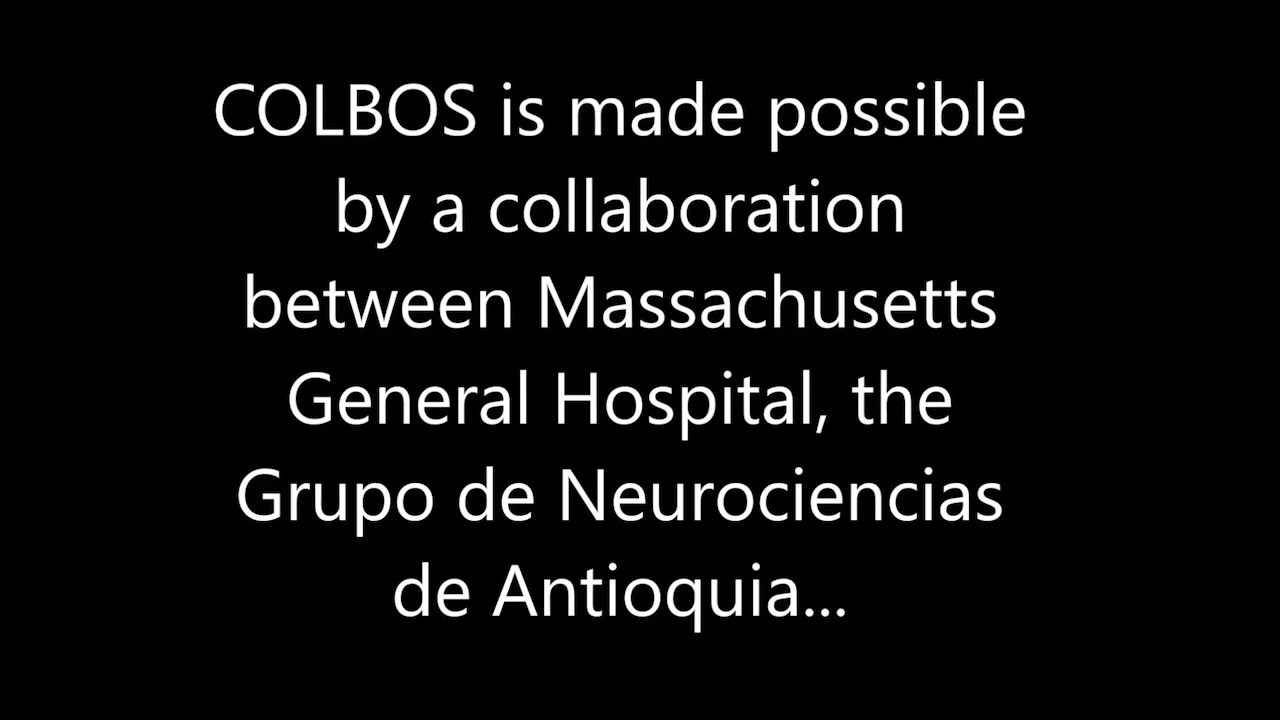 COLBOS is made possible
by a collaboration
between Massachusetts
General Hospital, the
Grupo de Neurociencias
de Antioquia...